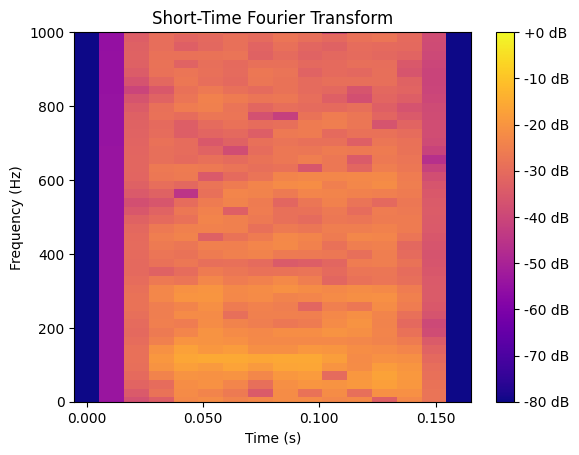 Short-Time Fourier Transform
Frequency (Hz)
1000
800
600
400
200
0
0.000
0.050
0.100
0.150
Time (s)
+0 dB
-10 dB
-20 dB
-30 dB
-40 dB
-50 dB
-60 dB
-70 dB
-80 dB